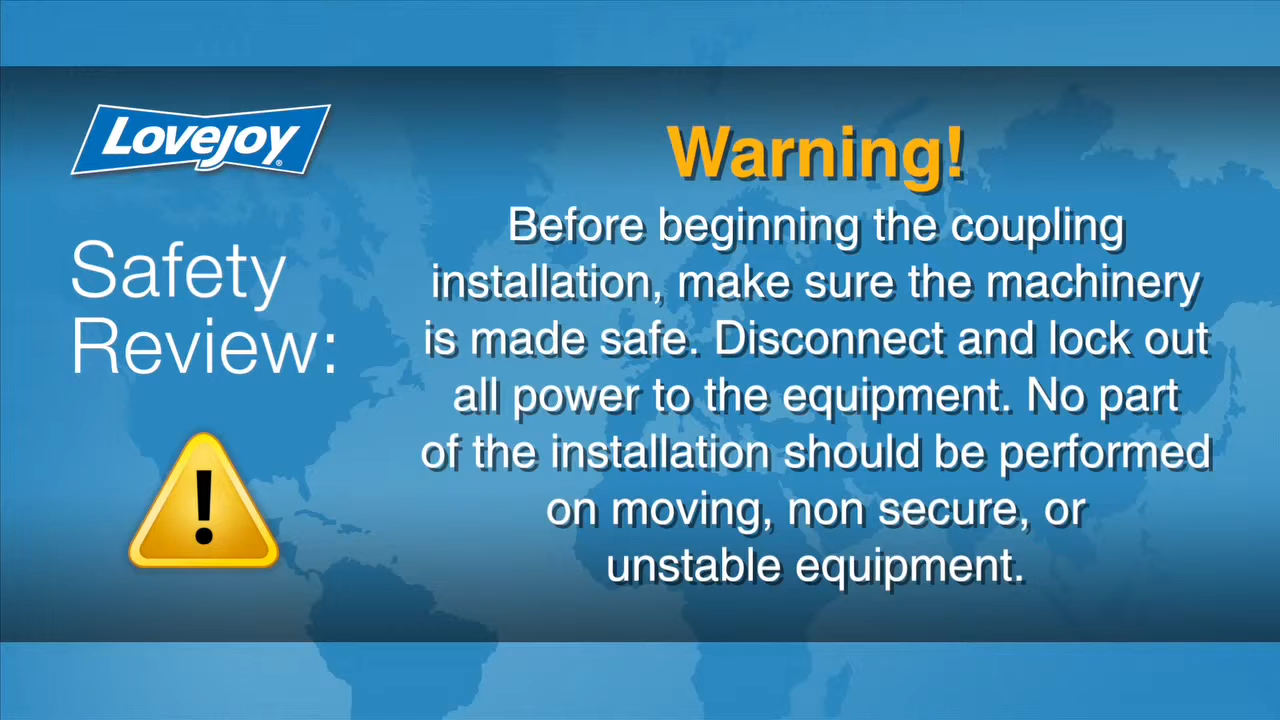 Lovejoy®
Safety
Review:
Warning!
Before beginning the coupling
installation, make sure the machinery
is made safe. Disconnect and lock out
all power to the equipment. No part
of the installation should be performed
on moving, non secure, or
unstable equipment.